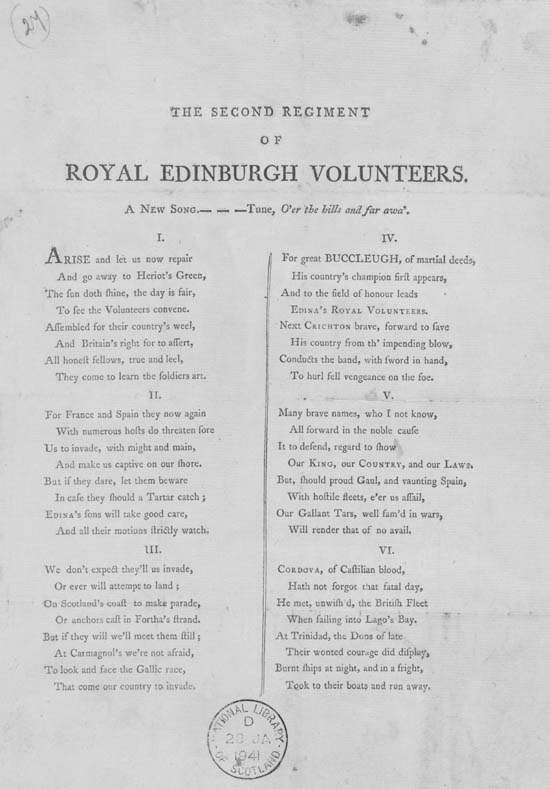 27
THE SECOND REGIMENT
OF
ROYAL EDINBURGH VOLUNTEERS.
A NEW SONG.— — —Tune, O'er the hills and far awa'.
I.
ARISE and let us now repair
And go away to Heriot's Green,
The ſun doth ſhine, the day is fair,
To ſee the Volunteers convene.
Aſſembled for their country's weel,
And Britain's right for to aſſert,
All honeſt fellows, true and leel,
They come to learn the ſoldiers art.
II.
For France and Spain they now again
With numerous hoſts do threaten ſore
Us to invade, with might and main,
And make us captive on our ſhore.
But if they dare, let them beware
In caſe they ſhould a Tartar catch;
EDINA's ſons will take good care,
And all their motions ſtrictly watch.
III.
We don't expect they'll us invade,
Or ever will attempt to land;
On Scotland's coaſt to make parade,
Or anchors caſt in Fortha's ſtrand.
But if they will we'll meet them ſtill;
At Carmagnol's we're not afraid,
To look and face the Gallic race,
That come our country to invade.
IV.
For great BUCCLEUGH, of martial deeds,
His country's champion firſt appears,
And to the field of honour leads
EDINA's ROYAL VOLUNTEERS.
Next CRICHTON brave, forward to ſave
His country from th' impending blow,
Conducts the band, with ſword in hand,
To hurl fell vengeance on the foe.
V.
Many brave names, who I not know,
All forward in the noble cauſe
It to defend, regard to ſhow
Our KING, our COUNTRY, and our LAWS.
But, ſhould proud Gaul, and vaunting Spain,
With hoſtile fleets, e'er us aſſail,
Our Gallant Tars, well fam'd in wars,
Will render that of no avail.
VI.
CORDOVA, of Caſtilian blood,
Hath not forgot that fatal day,
He met, unwiſh'd, the Britiſh Fleet
When ſailing into Lago's Bay.
At Trinidad, the Dons of late
Their wonted courage did diſplay,
Burnt ſhips at night, and in a fright,
Took to their boats and run away.
NATIONAL LIBRARY
D
28 JA
1941
OF SCOTLAND